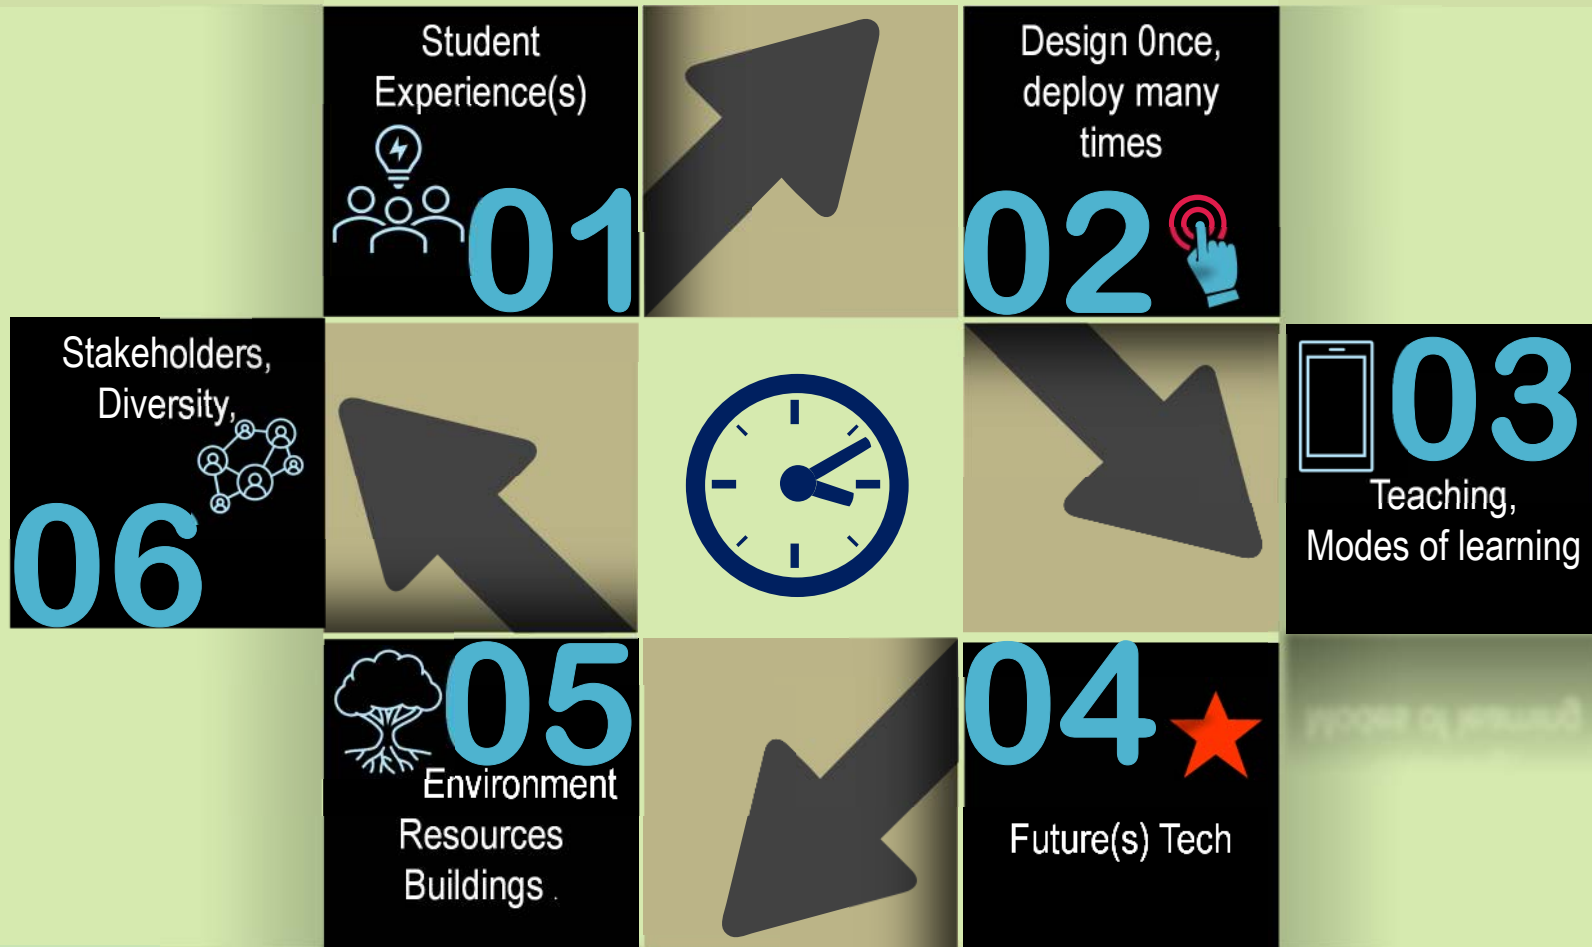 Student
Experience(s)
01
Design 0nce,
deploy many
times
02
03
Teaching,
Modes of learning
04
Future(s) Tech
05
Environment
Resources
Buildings .
Stakeholders,
Diversity,
06